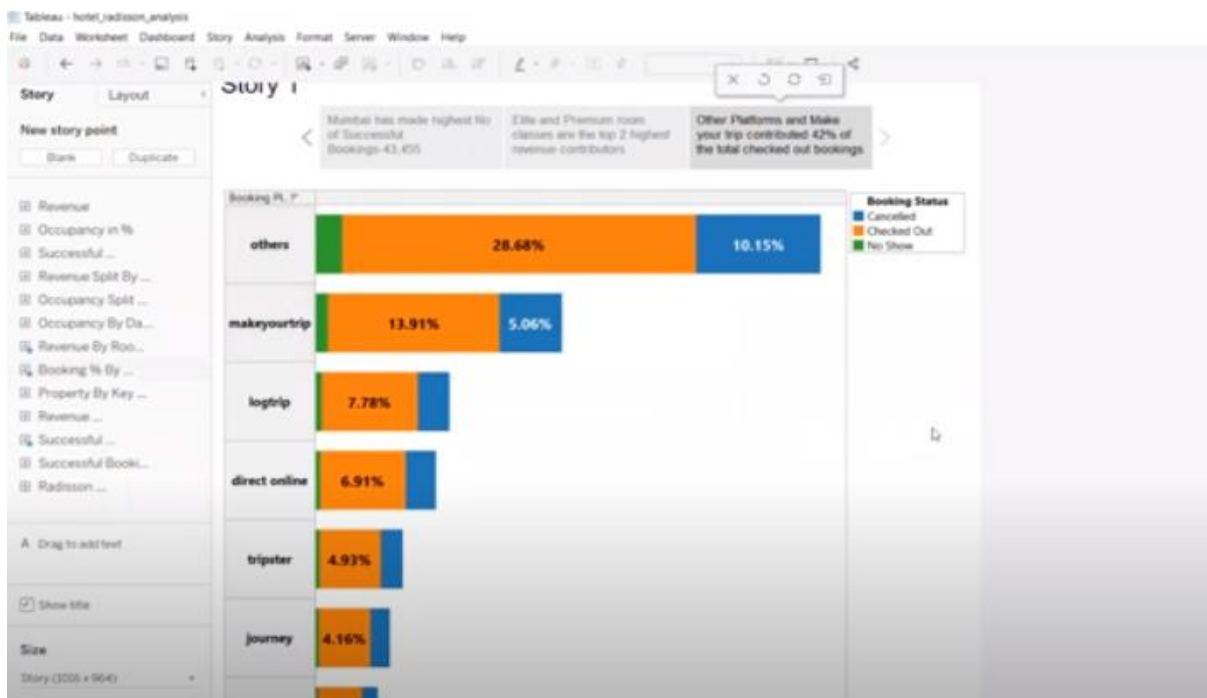 Tableau - hotel_radisson_analysis
File Data Worksheet Dashboard Story Analysis Format Server Window Help
Story Layout
New story point
Blank Duplicate
Revenue
Occupancy in %
Successful ...
Revenue Split By ...
Occupancy Split ...
Occupancy By Da...
Revenue By Roo...
Booking % By ...
Property By Key ...
Revenue ...
Successful ...
Successful Booki...
Radisson ...
A Drag to add text
Show title
Size
Story (1016 x 964)
Story 1
Mumbai has made highest No
of Successful
Bookings-43,455
Elite and Premium room
classes are the top 2 highest
revenue contributors
Other Platforms and Make
your trip contributed 42% of
the total checked out bookings
Booking Pl..
others 28.68% 10.15%
makeyourtrip 13.91% 5.06%
logtrip 7.78%
direct online 6.91%
tripster 4.93%
journey 4.16%
Booking Status
Cancelled
Checked Out
No Show